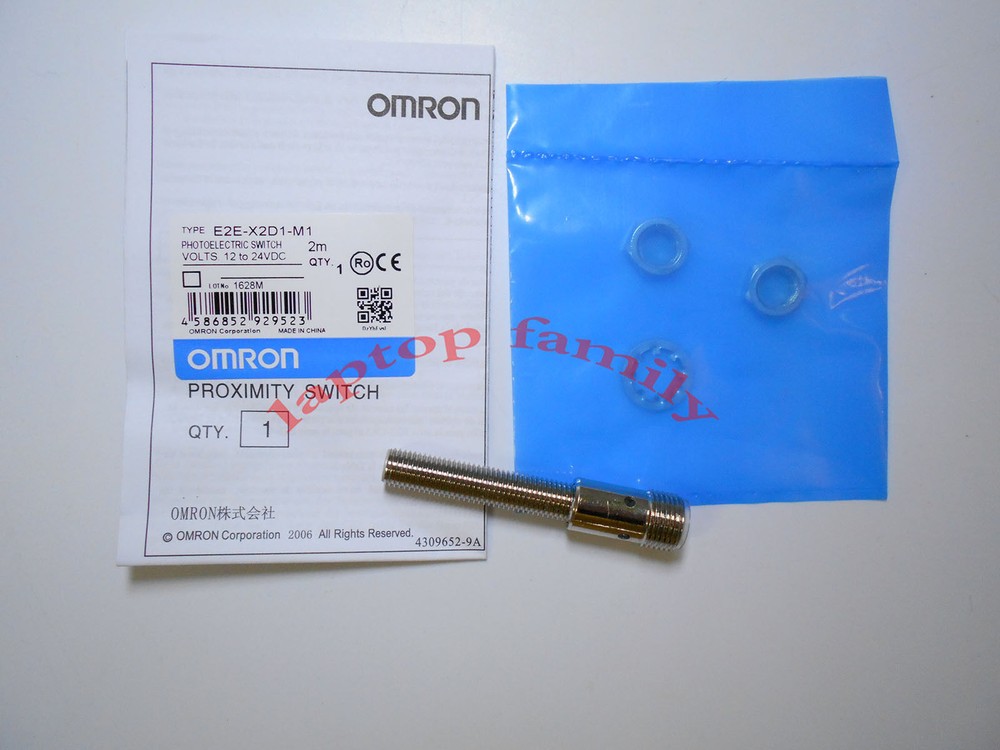 OMRON
TYPE E2E-X2D1-M1
PHOTOELECTRIC SWITCH 2m
VOLTS 12 to 24VDC QTY. 1 Ro CE
LOT No 1628M
4 586852 929523
OMRON Corporation MADE IN CHINA
OMRON
PROXIMITY SWITCH
QTY. 1
OMRON株式会社
© OMRON Corporation 2006 All Rights Reserved. 4309652-9A
laptop family